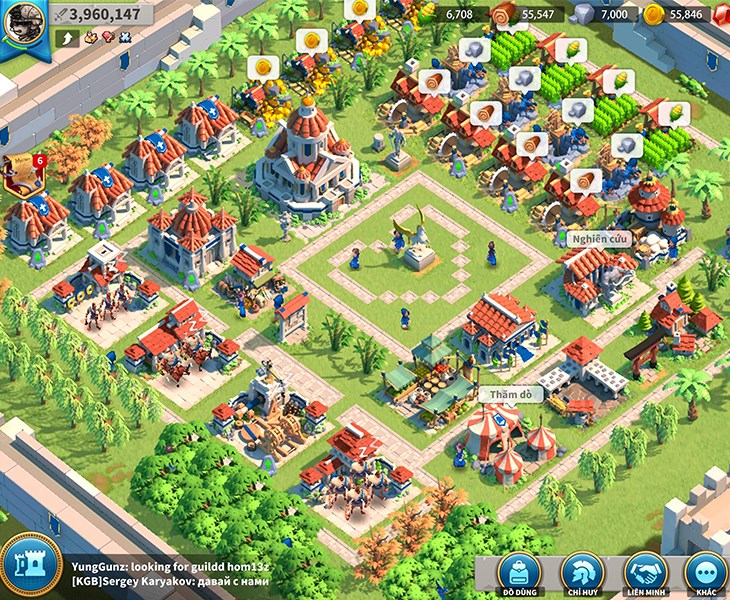 3,960,147
6,708
55,547
7,000
55,846
6
Nghiên cứu
Thăm dò
Z
Z
YungGunz: looking for guildd hom13z
[KGB]Sergey Karyakov: давай с нами
ĐỒ DÙNG
CHỈ HUY
LIÊN MINH
KHÁC